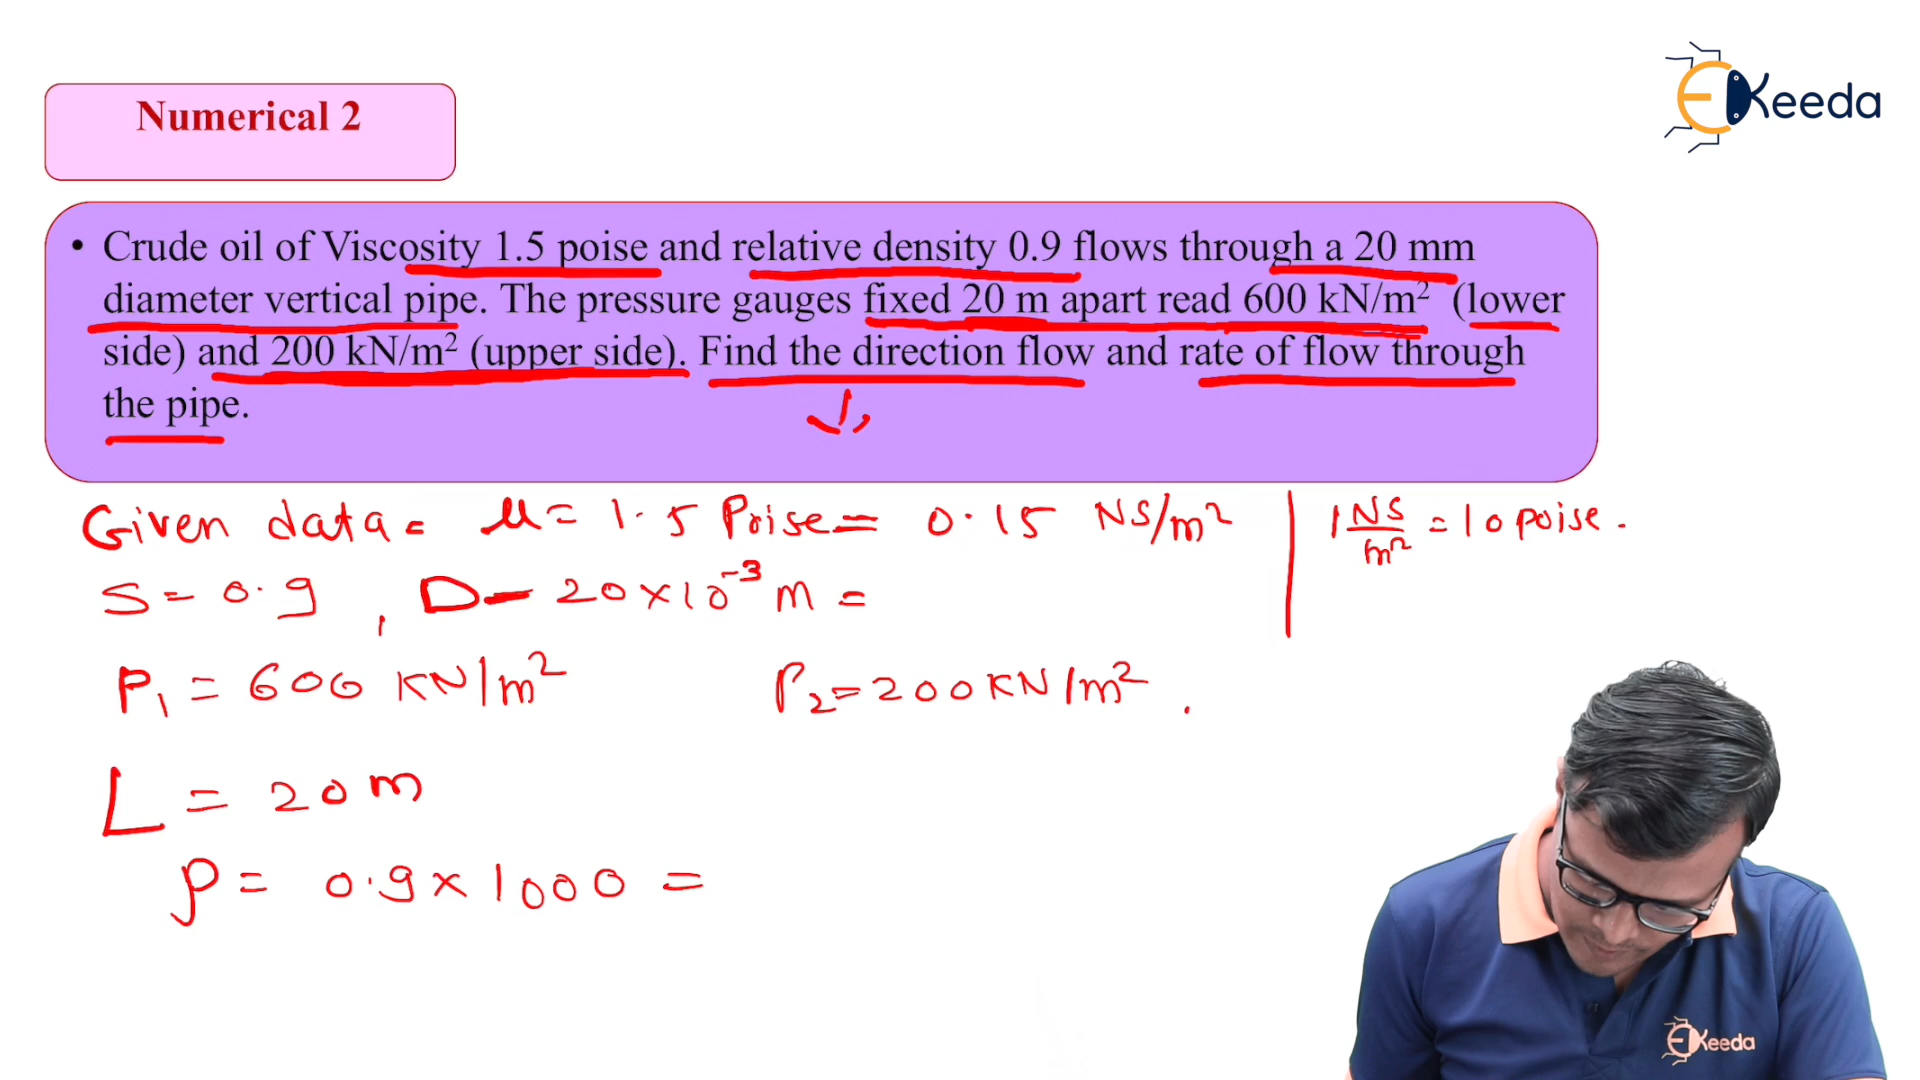 Numerical 2
EKeeda
• Crude oil of Viscosity 1.5 poise and relative density 0.9 flows through a 20 mm
diameter vertical pipe. The pressure gauges fixed 20 m apart read 600 kN/m² (lower
side) and 200 kN/m² (upper side). Find the direction flow and rate of flow through
the pipe.
Given data = μ = 1.5 Poise = 0.15 NS/m² | 1 NS/m² = 10 poise.
S = 0.9 , D - 20×10⁻³ m =
P₁ = 600 KN/m² P₂ = 200 KN/m² .
L = 20 m
ρ = 0.9 × 1000 =
EKeeda